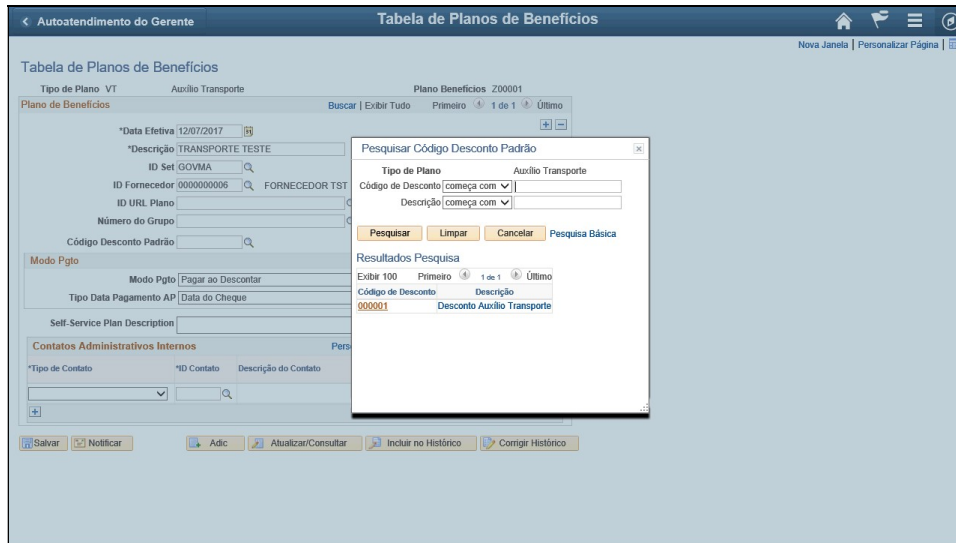 Autoatendimento do Gerente
Tabela de Planos de Benefícios
Nova Janela | Personalizar Página |
Tabela de Planos de Benefícios
Tipo de Plano VT Auxílio Transporte Plano Benefícios Z00001
Plano de Benefícios Buscar | Exibir Tudo Primeiro 1 de 1 Último
*Data Efetiva 12/07/2017
*Descrição TRANSPORTE TESTE
ID Set GOVMA
ID Fornecedor 0000000006 FORNECEDOR TST
ID URL Plano
Número do Grupo
Código Desconto Padrão
Modo Pgto
Modo Pgto Pagar ao Descontar
Tipo Data Pagamento AP Data do Cheque
Self-Service Plan Description
Contatos Administrativos Internos Pers
*Tipo de Contato *ID Contato Descrição do Contato
Salvar Notificar Adic Atualizar/Consultar Incluir no Histórico Corrigir Histórico
Pesquisar Código Desconto Padrão
Tipo de Plano Auxílio Transporte
Código de Desconto começa com
Descrição começa com
Pesquisar Limpar Cancelar Pesquisa Básica
Resultados Pesquisa
Exibir 100 Primeiro 1 de 1 Último
Código de Desconto Descrição
000001 Desconto Auxílio Transporte